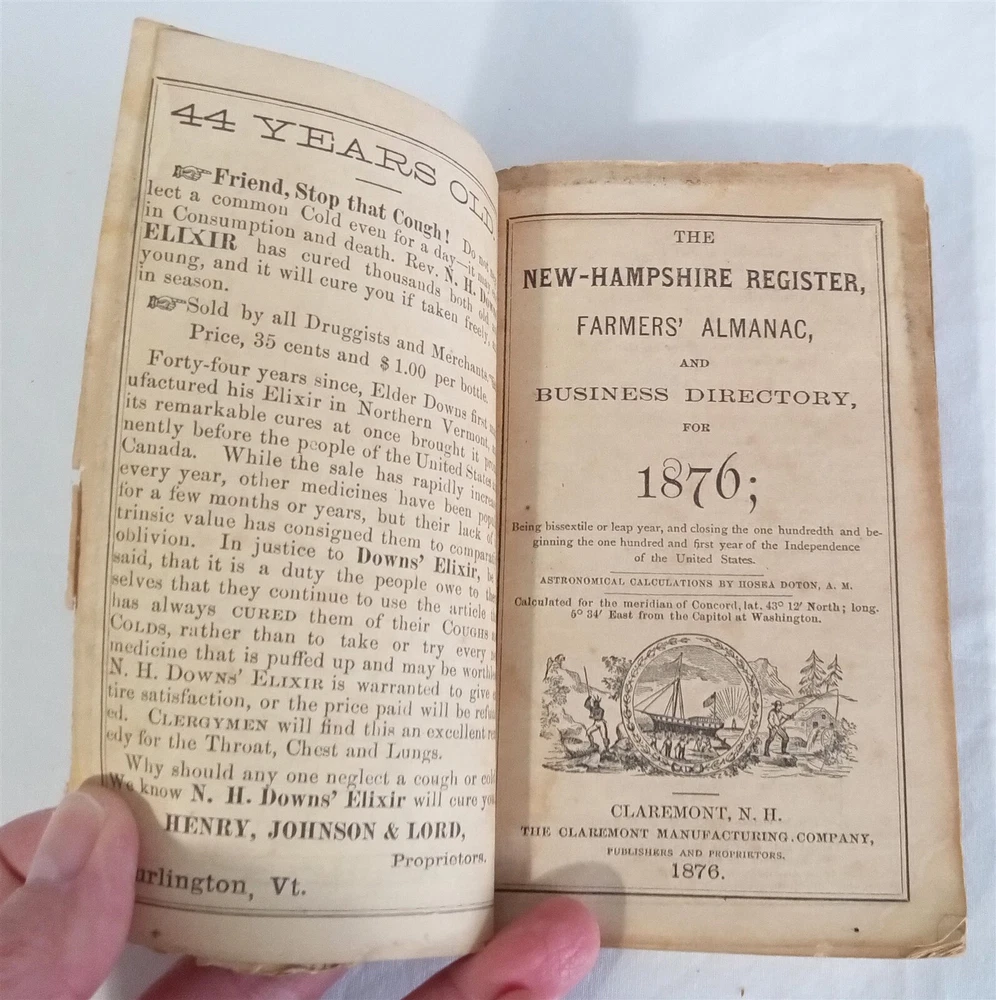 44 YEARS OLD.
☞Friend, Stop that Cough! Do not neg
lect a common Cold even for a day—it may
in Consumption and death. Rev. N. H. Downs
ELIXIR has cured thousands both old
young, and it will cure you if taken freely,
in season.
☞Sold by all Druggists and Merchants.
Price, 35 cents and $1.00 per bottle.
Forty-four years since, Elder Downs first
ufactured his Elixir in Northern Vermont,
its remarkable cures at once brought it
nently before the people of the United States
Canada. While the sale has rapidly
every year, other medicines have been
for a few months or years, but their lack of
trinsic value has consigned them to
oblivion. In justice to Downs' Elixir,
said, that it is a duty the people owe to
selves that they continue to use the article
has always CURED them of their COUGHS
COLDS, rather than to take or try every
medicine that is puffed up and may be
N. H. DOWNS' ELIXIR is warranted to give
tire satisfaction, or the price paid will be
ed. CLERGYMEN will find this an excellent
edy for the Throat, Chest and Lungs.
Why should any one neglect a cough or
We know N. H. Downs' Elixir will cure
HENRY, JOHNSON & LORD,
Proprietors.
urlington, Vt.
THE
NEW-HAMPSHIRE REGISTER,
FARMERS' ALMANAC,
AND
BUSINESS DIRECTORY,
FOR
1876;
Being bissextile or leap year, and closing the one hundredth and be-
ginning the one hundred and first year of the Independence
of the United States.
ASTRONOMICAL CALCULATIONS BY HOSEA DOTON, A. M.
Calculated for the meridian of Concord, lat. 43° 12' North; long.
5° 34' East from the Capitol at Washington.
CLAREMONT, N. H.
THE CLAREMONT MANUFACTURING COMPANY,
PUBLISHERS AND PROPRIETORS.
1876.